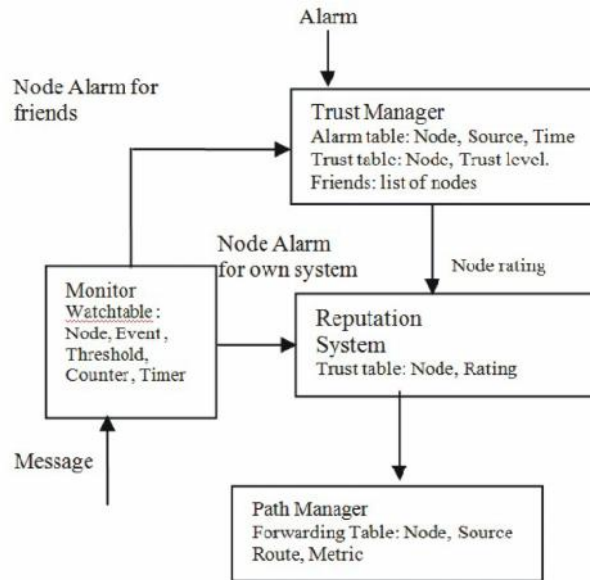 Alarm
Node Alarm for
friends
Trust Manager
Alarm table: Node, Source, Time
Trust table: Node, Trust level.
Friends: list of nodes
Node Alarm
for own system
Node rating
Monitor
Watchtable :
Node, Event ,
Threshold,
Counter , Timer
Reputation
System
Trust table: Node, Rating
Message
Path Manager
Forwarding Table: Node, Source
Route, Metric